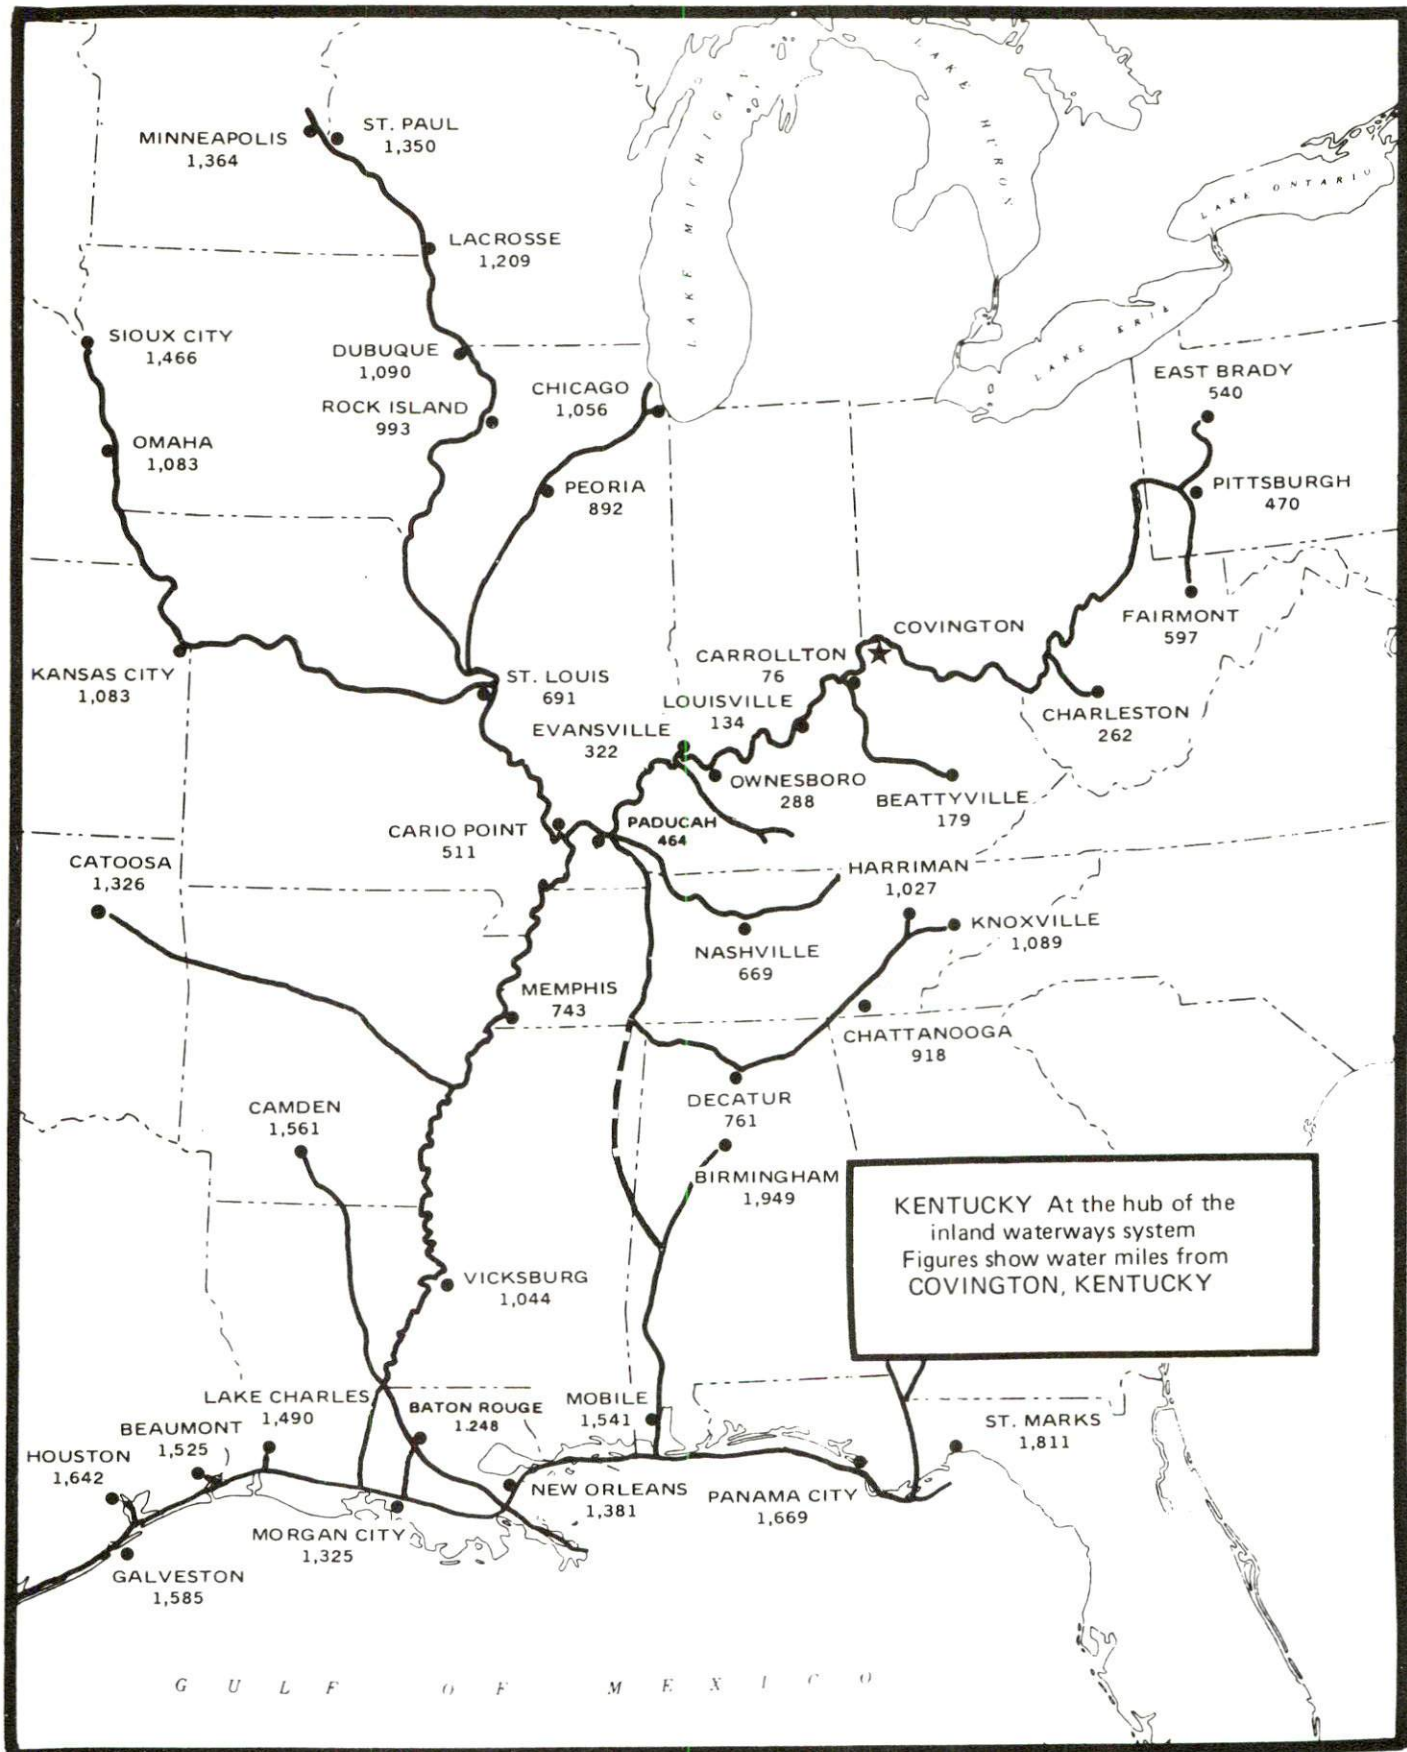 LAKE MICHIGAN
LAKE HURON
LAKE ONTARIO
LAKE ERIE
MINNEAPOLIS
1,364
ST. PAUL
1,350
LACROSSE
1,209
SIOUX CITY
1,466
DUBUQUE
1,090
ROCK ISLAND
993
CHICAGO
1,056
EAST BRADY
540
OMAHA
1,083
PEORIA
892
PITTSBURGH
470
FAIRMONT
597
COVINGTON
KANSAS CITY
1,083
ST. LOUIS
691
CARROLLTON
76
LOUISVILLE
134
EVANSVILLE
322
CHARLESTON
262
OWNESBORO
288
BEATTYVILLE
179
CARIO POINT
511
PADUCAH
464
CATOOSA
1,326
HARRIMAN
1,027
KNOXVILLE
1,089
NASHVILLE
669
MEMPHIS
743
CHATTANOOGA
918
DECATUR
761
CAMDEN
1,561
BIRMINGHAM
1,949
KENTUCKY At the hub of the
inland waterways system
Figures show water miles from
COVINGTON, KENTUCKY
VICKSBURG
1,044
LAKE CHARLES
1,490
BATON ROUGE
1.248
MOBILE
1,541
ST. MARKS
1,811
BEAUMONT
1,525
HOUSTON
1,642
NEW ORLEANS
1,381
PANAMA CITY
1,669
MORGAN CITY
1,325
GALVESTON
1,585
GULF OF MEXICO